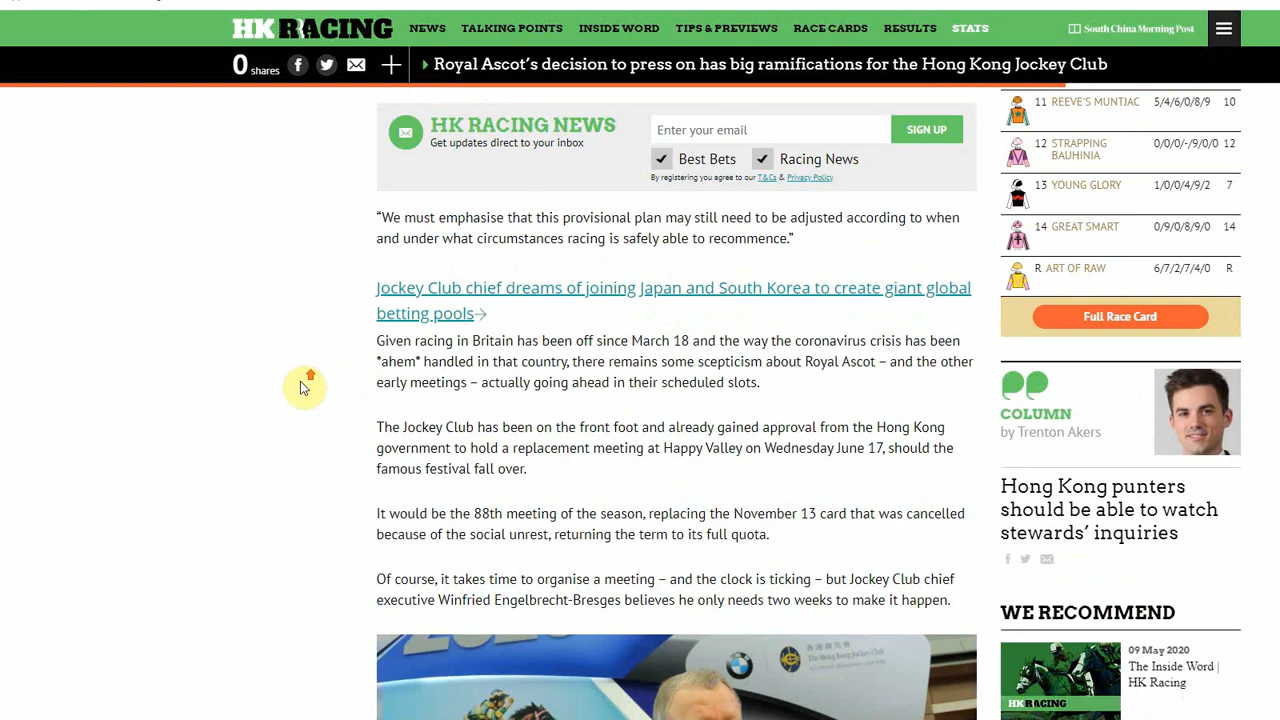 HK RACING
NEWS TALKING POINTS INSIDE WORD TIPS & PREVIEWS RACE CARDS RESULTS STATS
South China Morning Post
0 shares
Royal Ascot's decision to press on has big ramifications for the Hong Kong Jockey Club
HK RACING NEWS
Get updates direct to your inbox
Enter your email
SIGN UP
Best Bets Racing News
By registering you agree to our T&Cs & Privacy Policy
“We must emphasise that this provisional plan may still need to be adjusted according to when
and under what circumstances racing is safely able to recommence.”
Jockey Club chief dreams of joining Japan and South Korea to create giant global
betting pools→
Given racing in Britain has been off since March 18 and the way the coronavirus crisis has been
*ahem* handled in that country, there remains some scepticism about Royal Ascot – and the other
early meetings – actually going ahead in their scheduled slots.
The Jockey Club has been on the front foot and already gained approval from the Hong Kong
government to hold a replacement meeting at Happy Valley on Wednesday June 17, should the
famous festival fall over.
It would be the 88th meeting of the season, replacing the November 13 card that was cancelled
because of the social unrest, returning the term to its full quota.
Of course, it takes time to organise a meeting – and the clock is ticking – but Jockey Club chief
executive Winfried Engelbrecht-Bresges believes he only needs two weeks to make it happen.
BMW
The Hong Kong Jockey Club
11 REEVE'S MUNTJAC 5/4/6/0/8/9 10
12 STRAPPING BAUHINIA 0/0/0/-/9/0/0 12
13 YOUNG GLORY 1/0/0/4/9/2 7
14 GREAT SMART 0/9/0/8/9/0 14
R ART OF RAW 6/7/2/7/4/0 R
Full Race Card
COLUMN
by Trenton Akers
Hong Kong punters
should be able to watch
stewards’ inquiries
WE RECOMMEND
09 May 2020
The Inside Word |
HK Racing
HK RACING